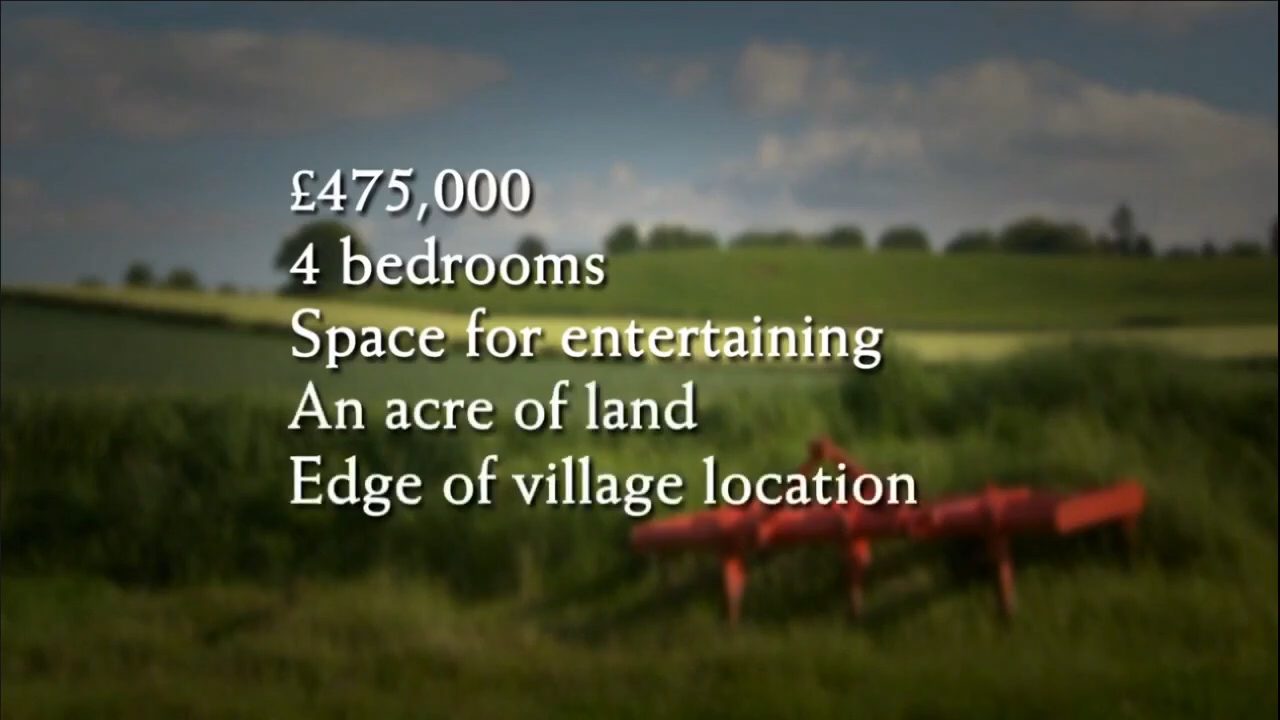 £475,000
4 bedrooms
Space for entertaining
An acre of land
Edge of village location